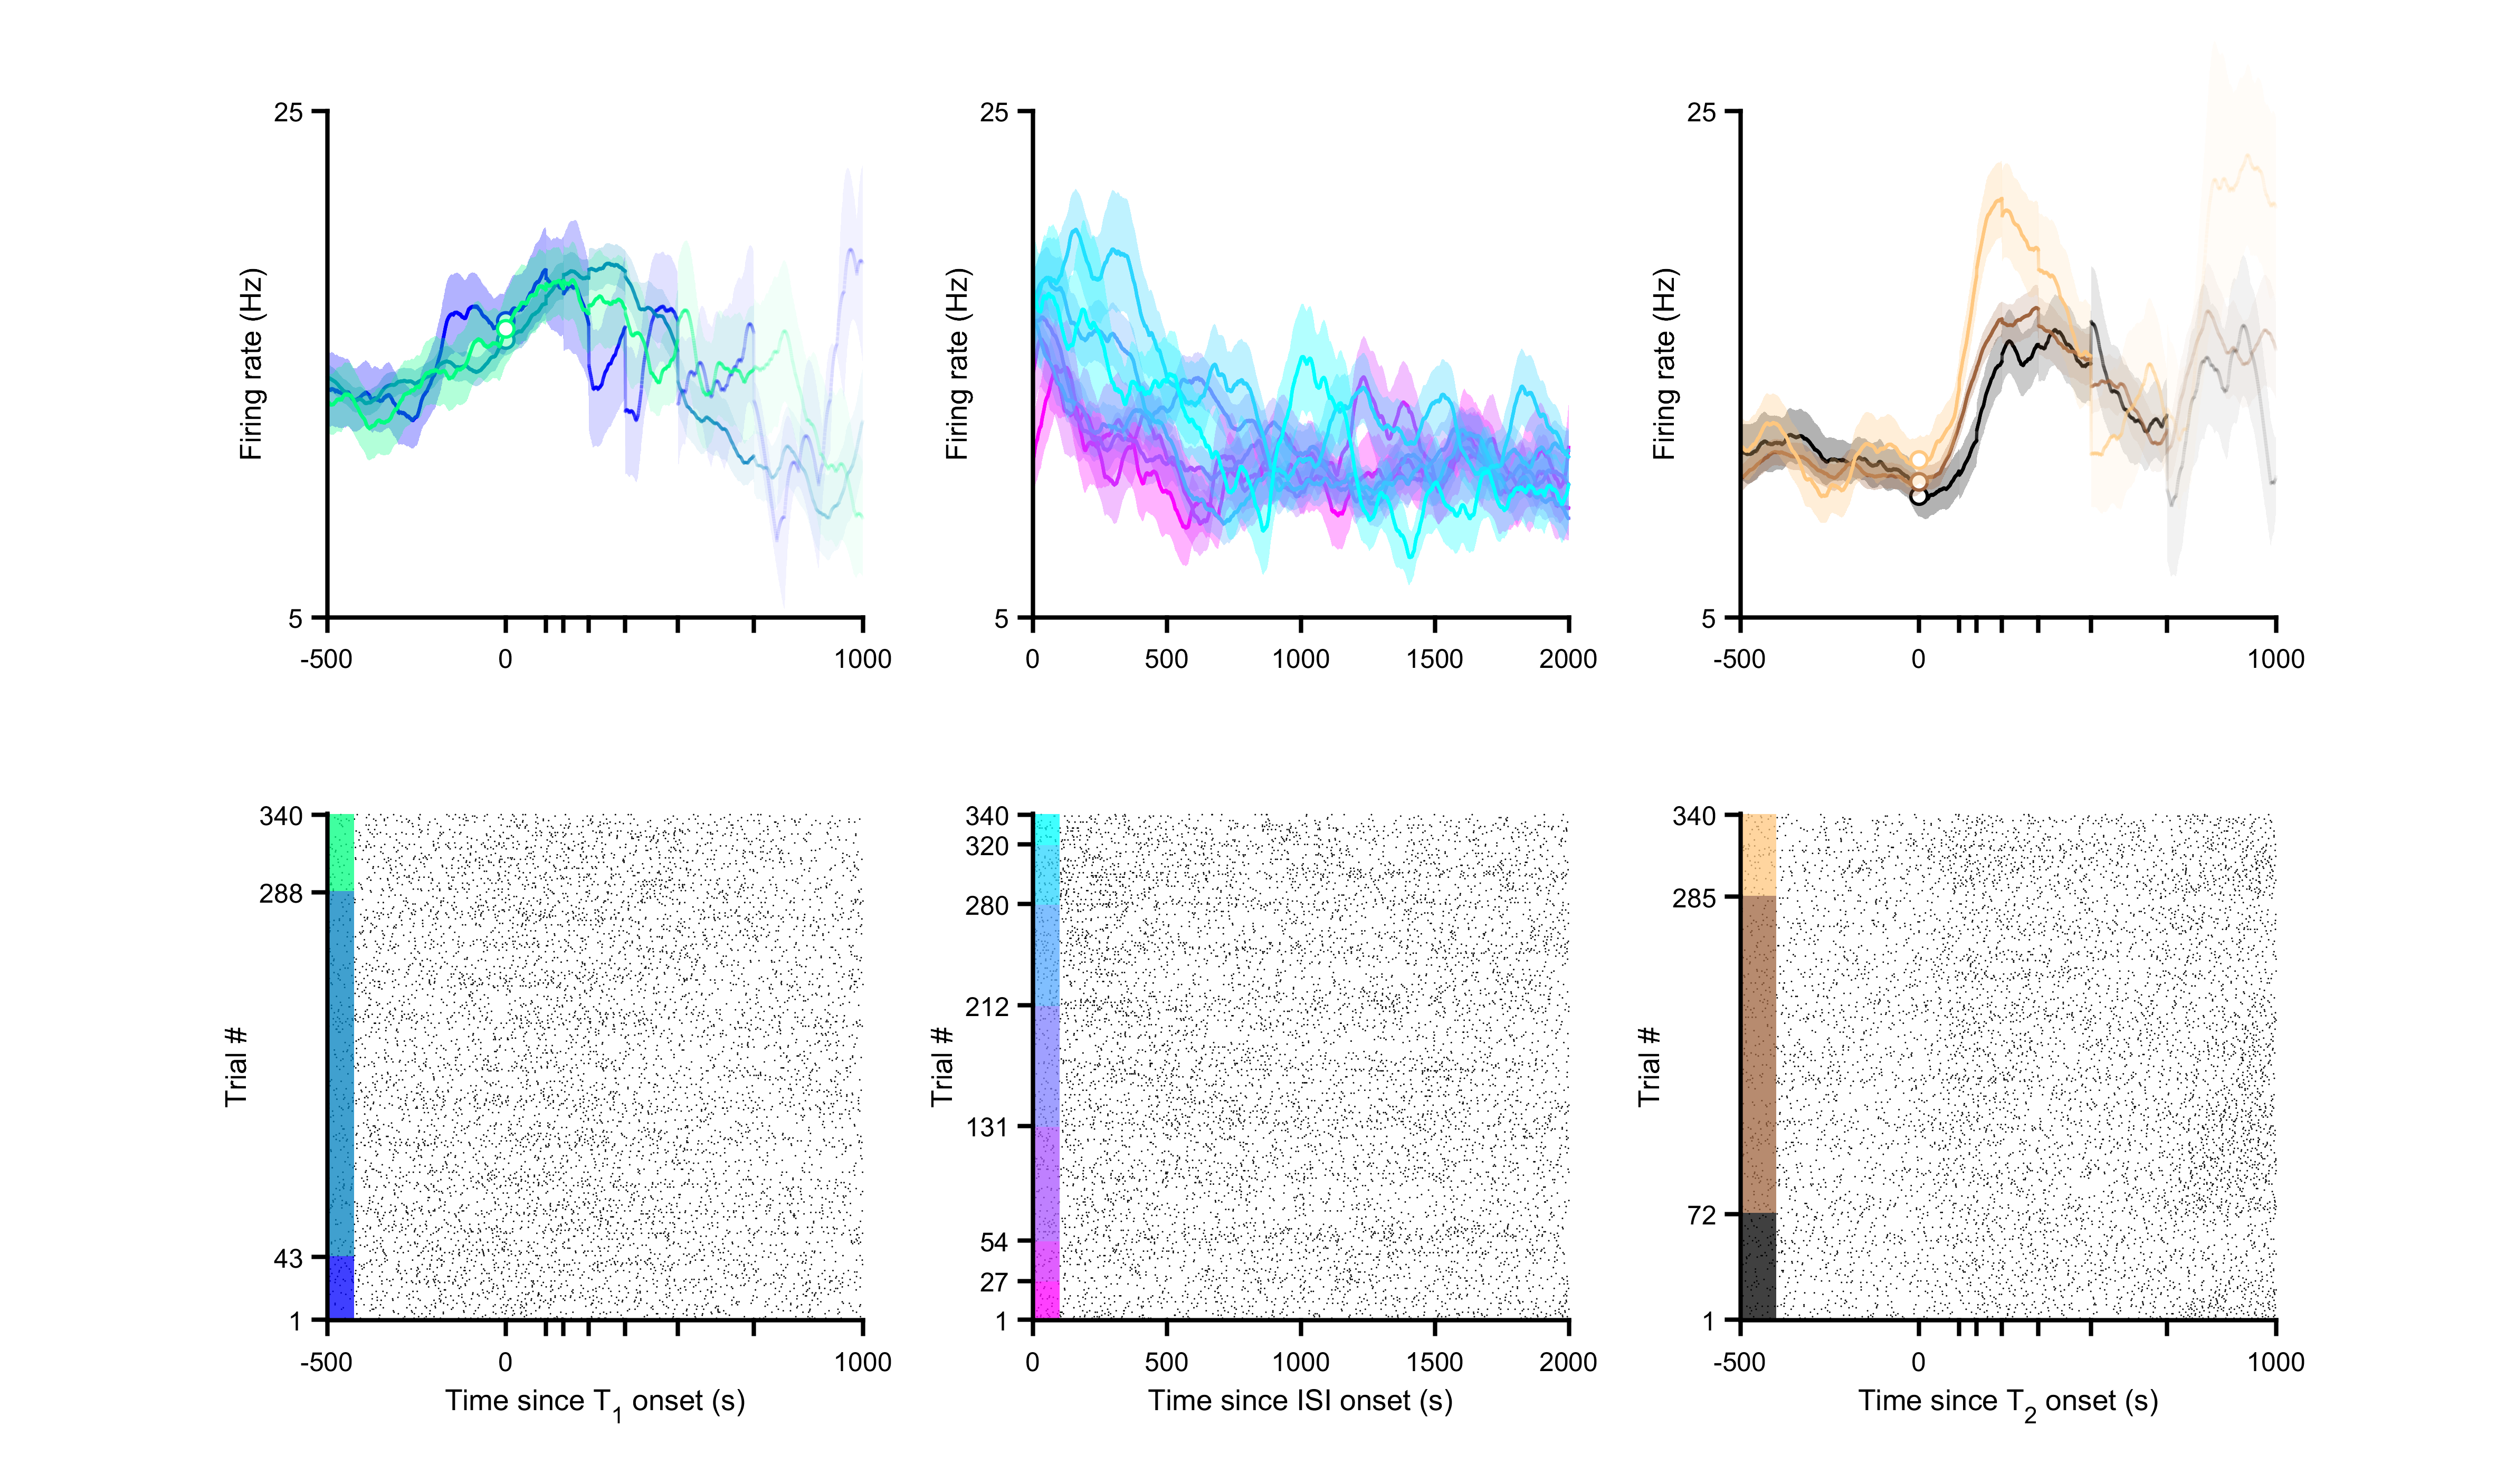 25
Firing rate (Hz)
5
-500 0 1000
25
Firing rate (Hz)
5
0 500 1000 1500 2000
25
Firing rate (Hz)
5
-500 0 1000
340
288
Trial #
43
1
-500 0 1000
Time since T1 onset (s)
340
320
280
212
Trial #
131
54
27
1
0 500 1000 1500 2000
Time since ISI onset (s)
340
285
Trial #
72
1
-500 0 1000
Time since T2 onset (s)